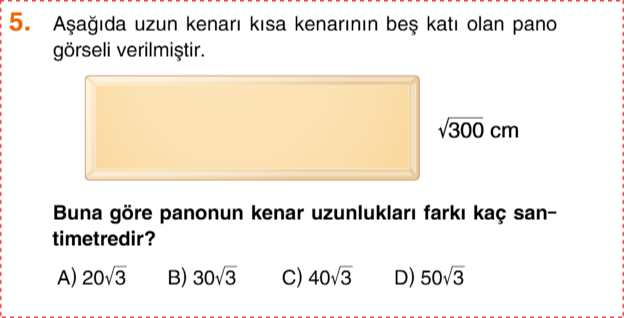 5. Aşağıda uzun kenarı kısa kenarının beş katı olan pano
görseli verilmiştir.
√300 cm
Buna göre panonun kenar uzunlukları farkı kaç san-
timetredir?
A) 20√3 B) 30√3 C) 40√3 D) 50√3